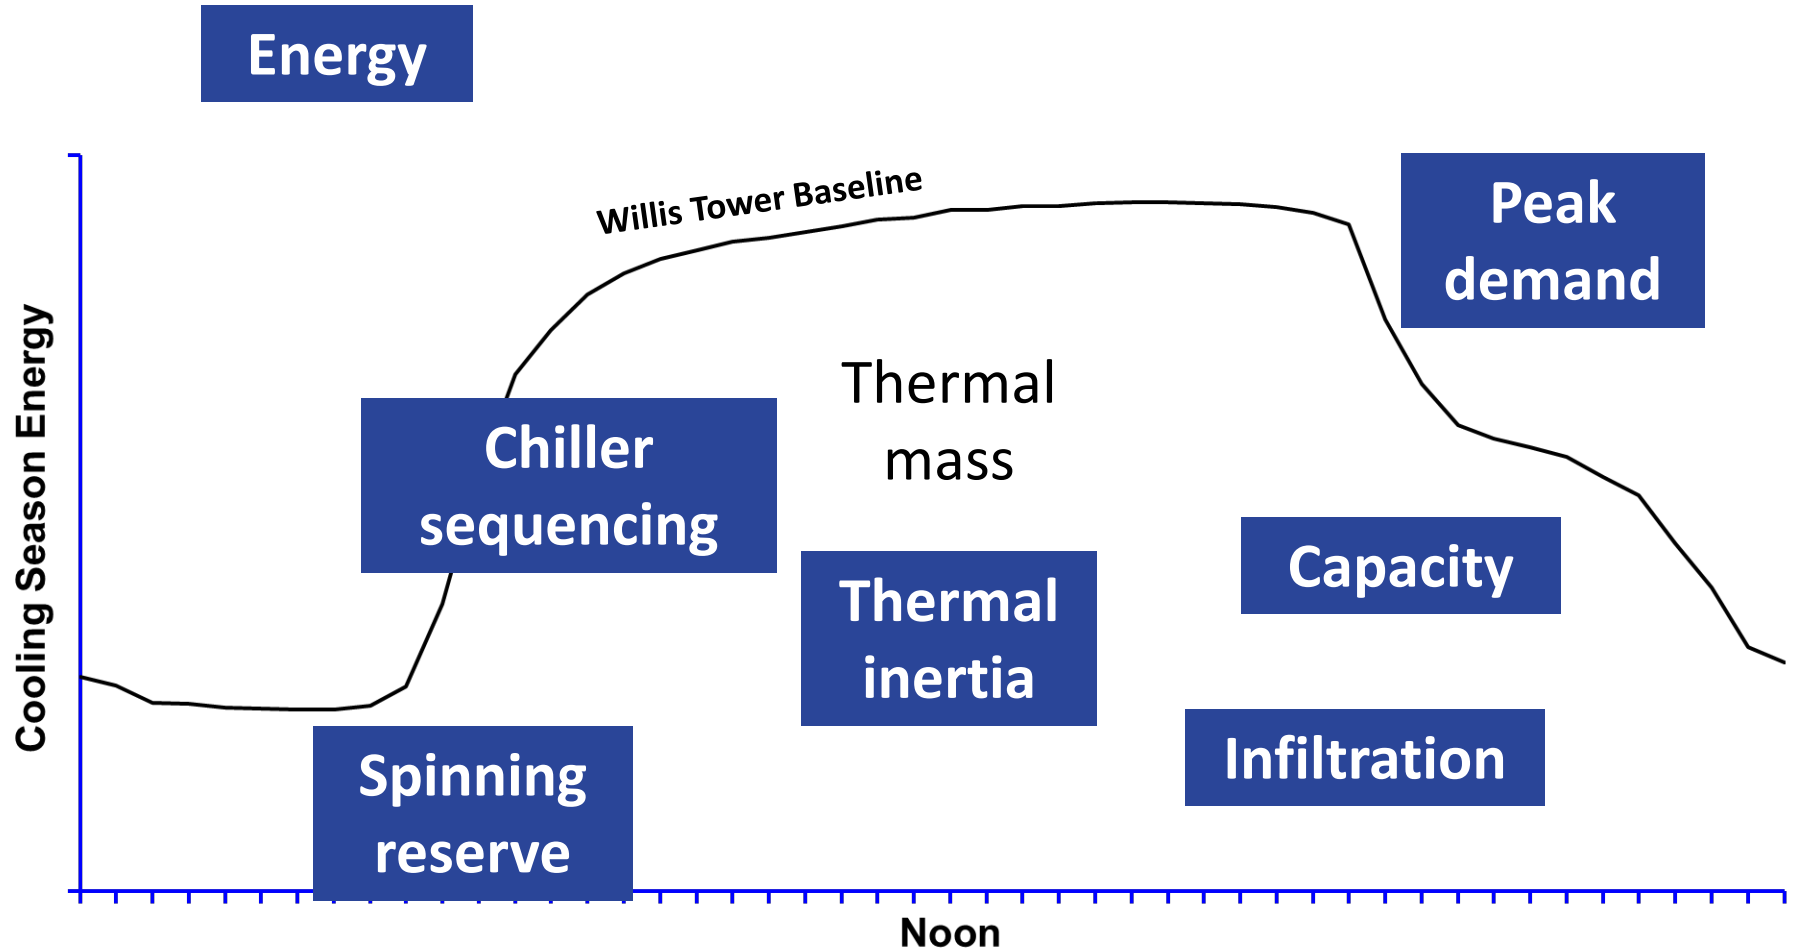 Energy
Willis Tower Baseline
Peak
demand
Cooling Season Energy
Thermal
mass
Chiller
sequencing
Capacity
Thermal
inertia
Infiltration
Spinning
reserve
Noon